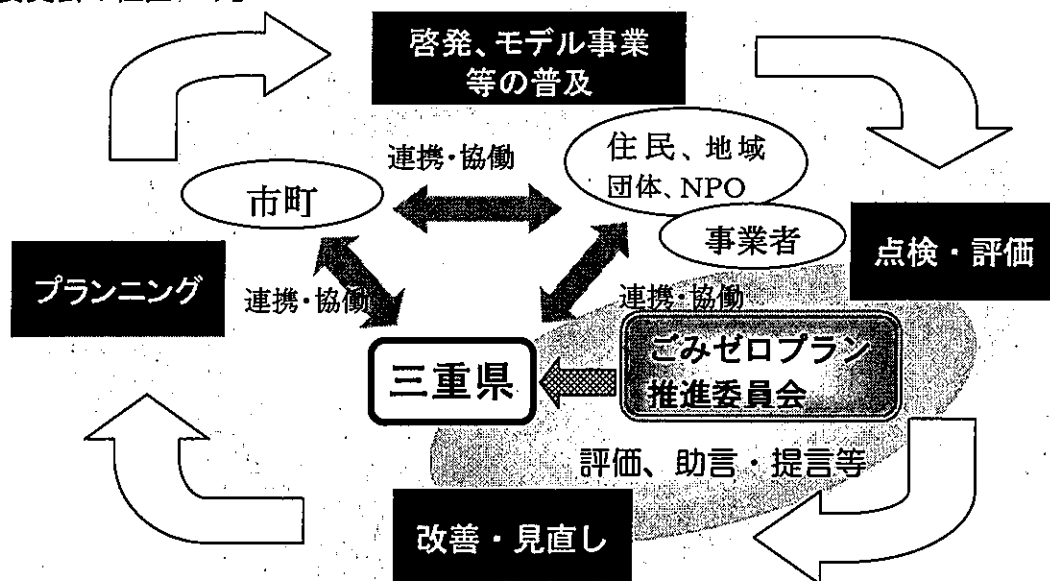 啓発、モデル事業
等の普及
連携・協働
住民、地域
団体、NPO
市町
事業者
点検・評価
プランニング
連携・協働
連携・協働
三重県
ごみゼロプラン
推進委員会
評価、助言・提言等
改善・見直し